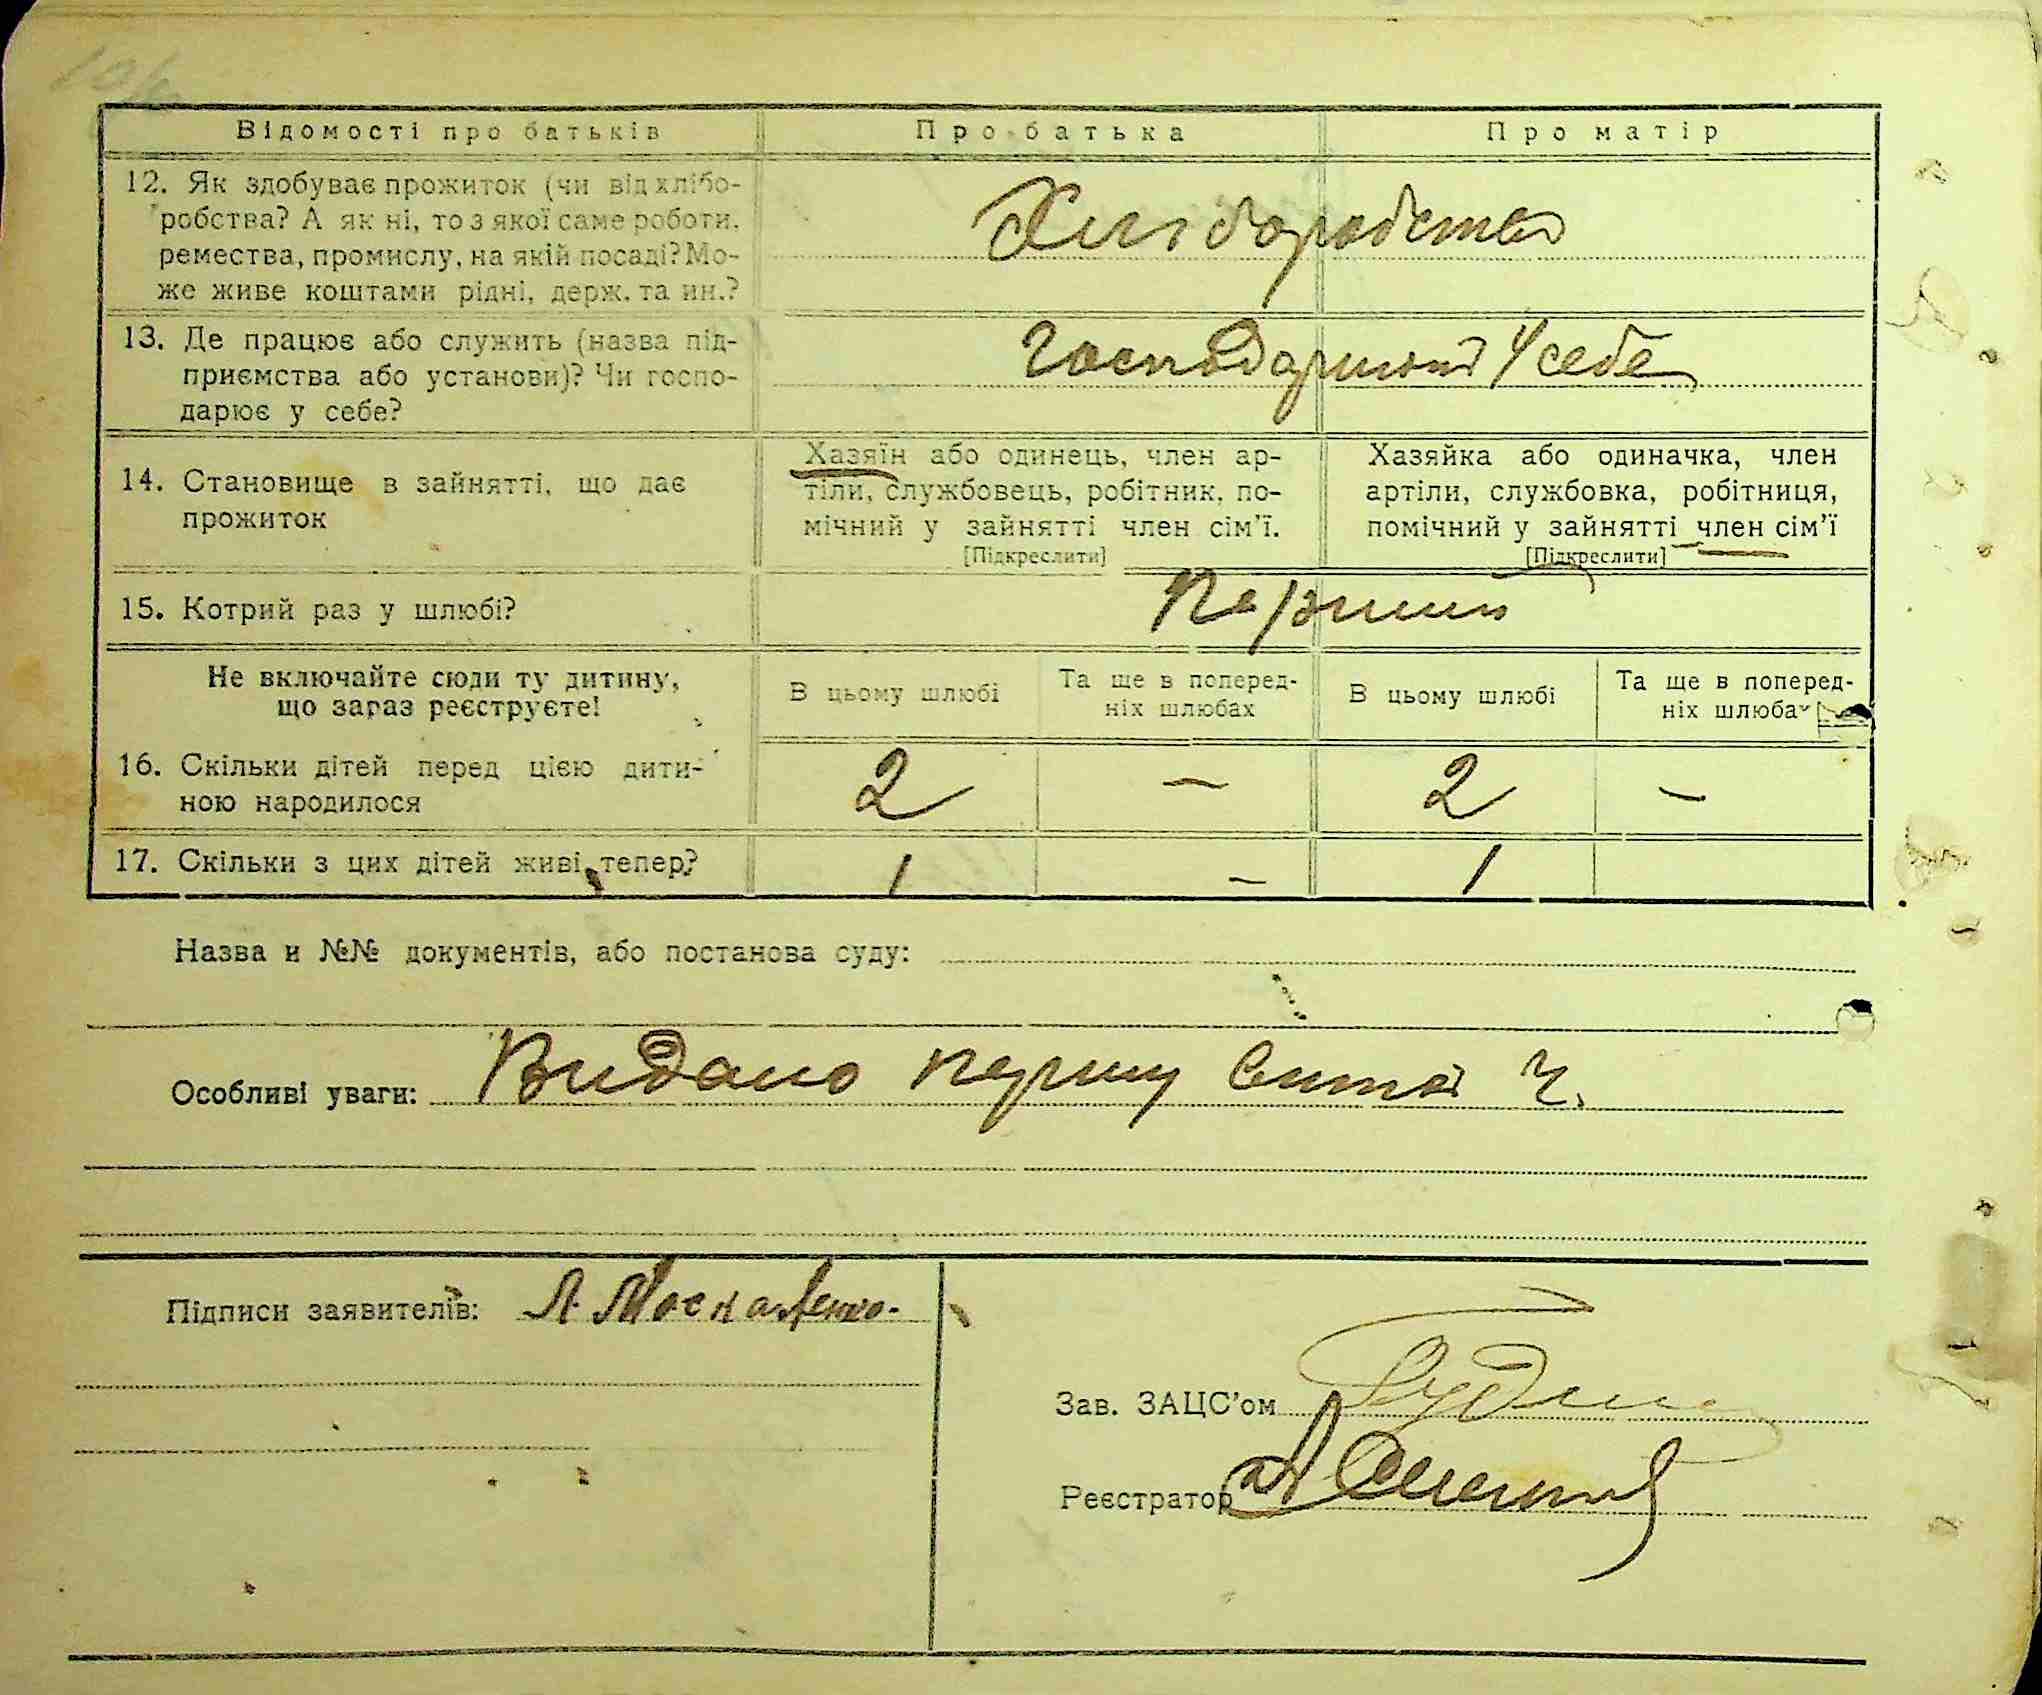 Відомості про батьків
Про батька
Про матір
12. Як здобуває прожиток (чи від хлібо-
робства? А як ні, то з якої саме роботи,
ремества, промислу, на якій посаді? Мо-
же живе коштами рідні, держ. та ин.?
Хліборобство
13. Де працює або служить (назва під-
приємства або установи)? Чи госпо-
дарює у себе?
у себе
14. Становище в зайнятті, що дає
прожиток
Хазяїн або одинець, член ар-
тіли, службовець, робітник, по-
мічний у зайнятті член сім’ї.
[Підкреслити]
Хазяйка або одиначка, член
артіли, службовка, робітниця,
помічний у зайнятті член сім’ї
[Підкреслити]
15. Котрий раз у шлюбі?
Не включайте сюди ту дитину,
що зараз реєструєте!
В цьому шлюбі
Та ще в поперед-
ніх шлюбах
В цьому шлюбі
Та ще в поперед-
ніх шлюба
16. Скільки дітей перед цією дити-
ною народилося
2 – 2 –
17. Скільки з цих дітей живі тепер?
1 – 1
Назва и №№ документів, або постанова суду:
Особливі уваги: Видано першу
Підписи заявителів: Л. Москаленко.
Зав. ЗАЦС’ом
Реєстратор